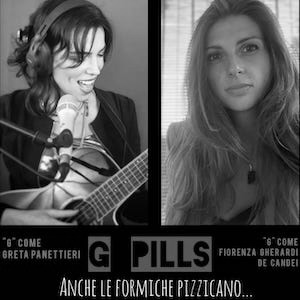 "G" COME
GRETA PANETTIERI
G PILLS
"G" COME
FIORENZA GHERARDI
DE CANDEI
ANCHE LE FORMICHE PIZZICANO...